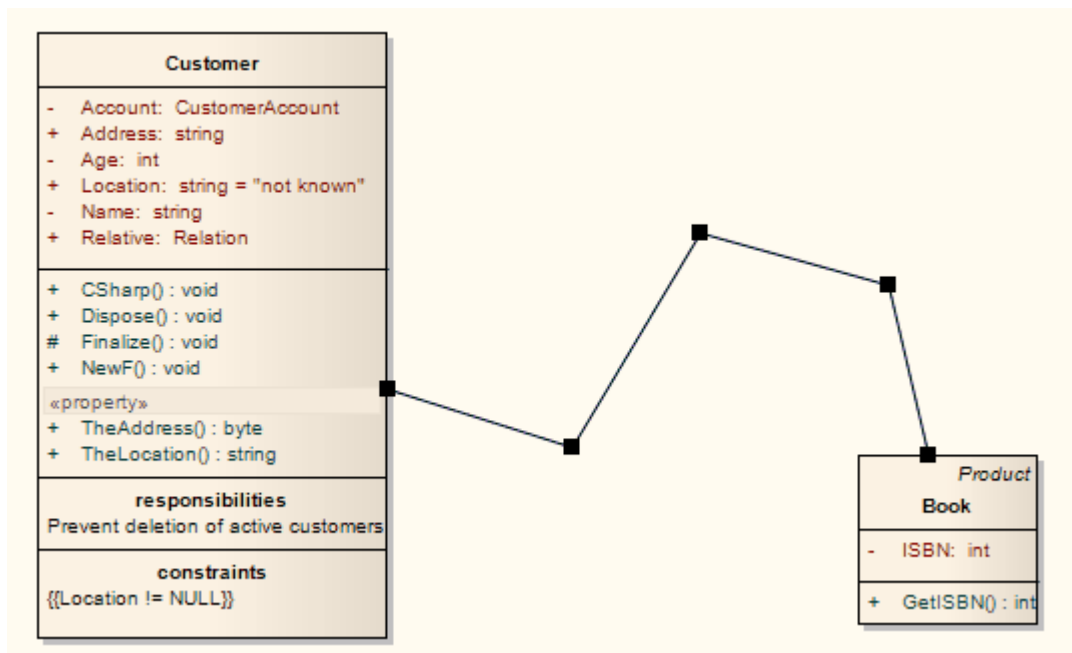 Customer
- Account: CustomerAccount
+ Address: string
- Age: int
+ Location: string = "not known"
- Name: string
+ Relative: Relation
+ CSharp() : void
+ Dispose() : void
# Finalize() : void
+ NewF() : void
«property»
+ TheAddress() : byte
+ TheLocation() : string
responsibilities
Prevent deletion of active customers
constraints
{{Location != NULL}}
Product
Book
- ISBN: int
+ GetISBN() : int